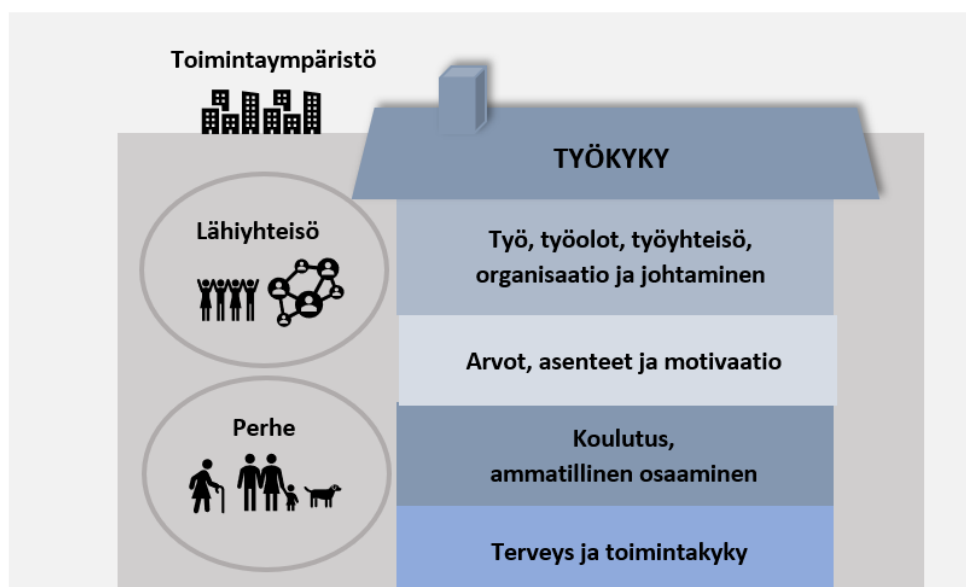 Toimintaympäristö
TYÖKYKY
Lähiyhteisö
Työ, työolot, työyhteisö,
organisaatio ja johtaminen
Arvot, asenteet ja motivaatio
Perhe
Koulutus,
ammatillinen osaaminen
Terveys ja toimintakyky